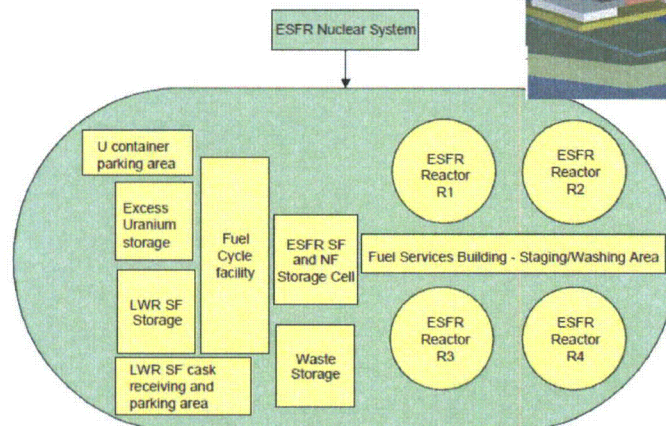 ESFR Nuclear System
U container
parking area
Excess
Uranium
storage
LWR SF
Storage
LWR SF cask
receiving and
parking area
Fuel
Cycle
facility
ESFR SF
and NF
Storage Cell
Waste
Storage
ESFR
Reactor
R1
ESFR
Reactor
R2
Fuel Services Building - Staging/Washing Area
ESFR
Reactor
R3
ESFR
Reactor
R4